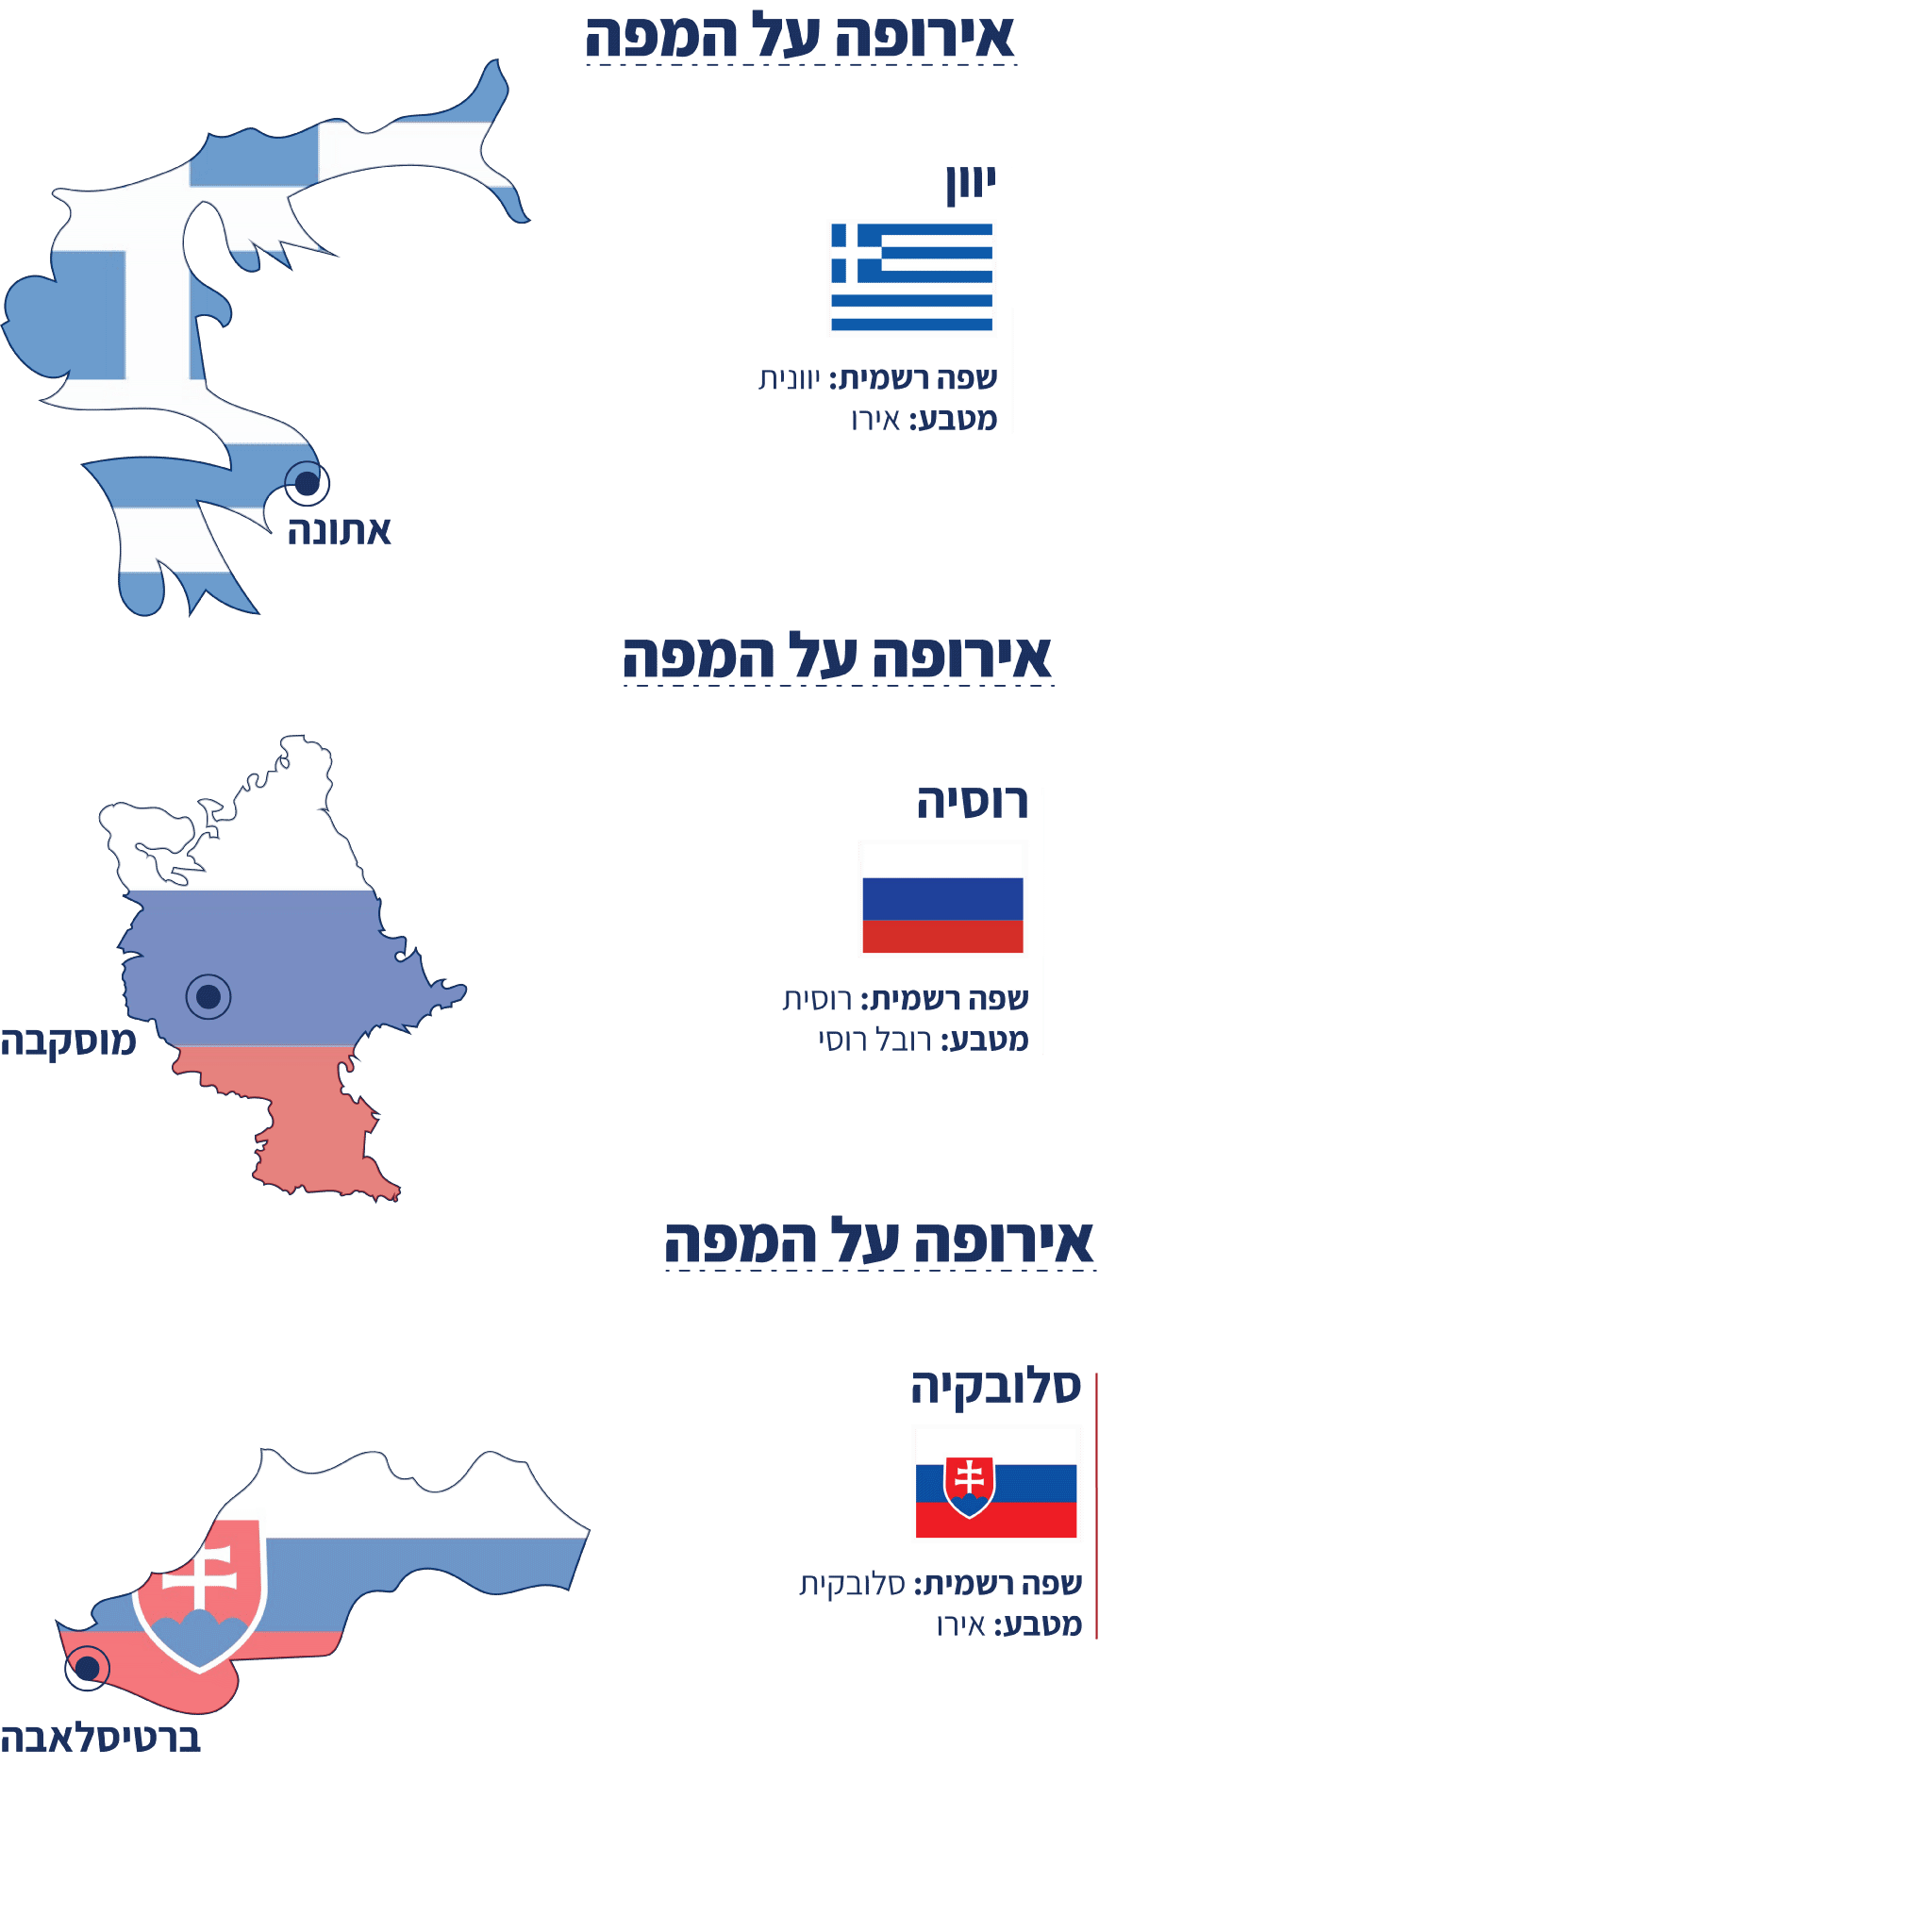 אירופה על המפה
יוון
שפה רשמית: יוונית
מטבע: אירו
אתונה
אירופה על המפה
רוסיה
שפה רשמית: רוסית
מטבע: רובל רוסי
מוסקבה
אירופה על המפה
סלובקיה
שפה רשמית: סלובקית
מטבע: אירו
ברטיסלאבה